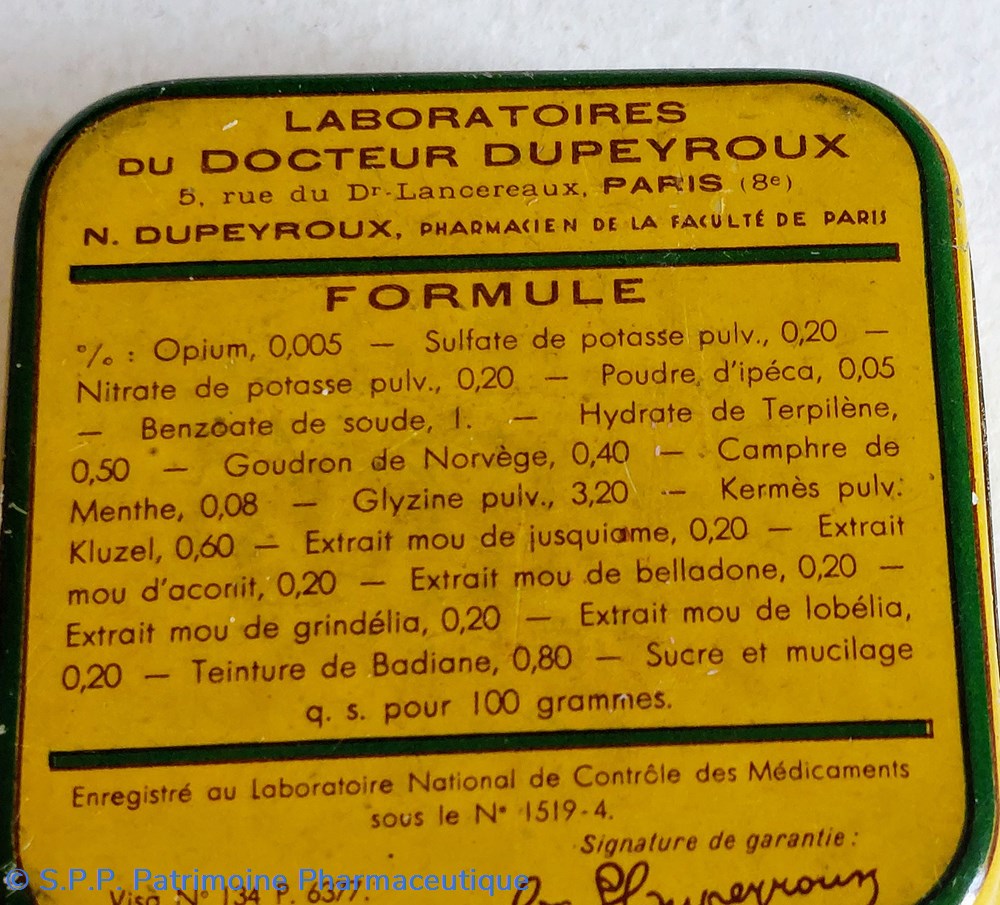 LABORATOIRES
DU DOCTEUR DUPEYROUX
5, rue du Dr-Lancereaux, PARIS (8e)
N. DUPEYROUX, PHARMACIEN DE LA FACULTÉ DE PARIS
FORMULE
% : Opium, 0,005 — Sulfate de potasse pulv., 0,20 —
Nitrate de potasse pulv., 0,20 — Poudre d'ipéca, 0,05
— Benzoate de soude, 1. — Hydrate de Terpilène,
0,50 — Goudron de Norvège, 0,40 — Camphre de
Menthe, 0,08 — Glyzine pulv., 3,20 — Kermès pulv.
Kluzel, 0,60 — Extrait mou de jusquiame, 0,20 — Extrait
mou d'aconit, 0,20 — Extrait mou de belladone, 0,20 —
Extrait mou de grindélia, 0,20 — Extrait mou de lobélia,
0,20 — Teinture de Badiane, 0,80 — Sucre et mucilage
q. s. pour 100 grammes.
Enregistré au Laboratoire National de Contrôle des Médicaments
sous le N° 1519-4.
Signature de garantie :
Visa N° 134 P. 6377.
Dupeyroux
© S.P.P. Patrimoine Pharmaceutique